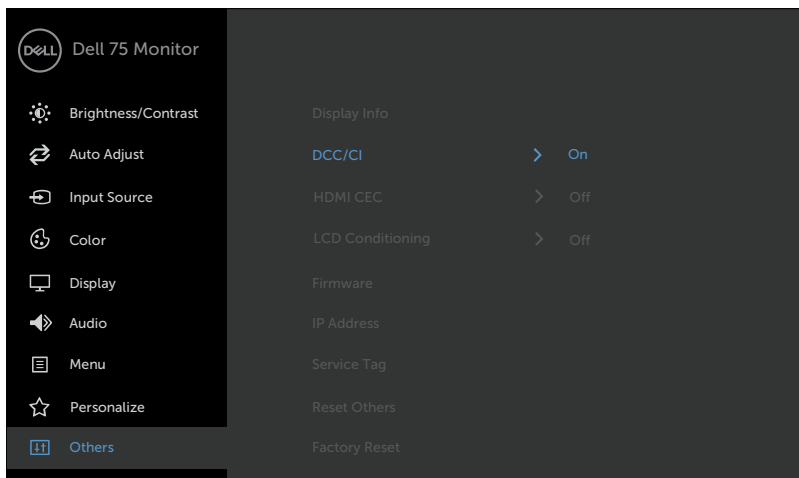 DELL
Dell 75 Monitor
Brightness/Contrast
Auto Adjust
Input Source
Color
Display
Audio
Menu
Personalize
Others
Display Info
DCC/CI On
HDMI CEC Off
LCD Conditioning Off
Firmware
IP Address
Service Tag
Reset Others
Factory Reset